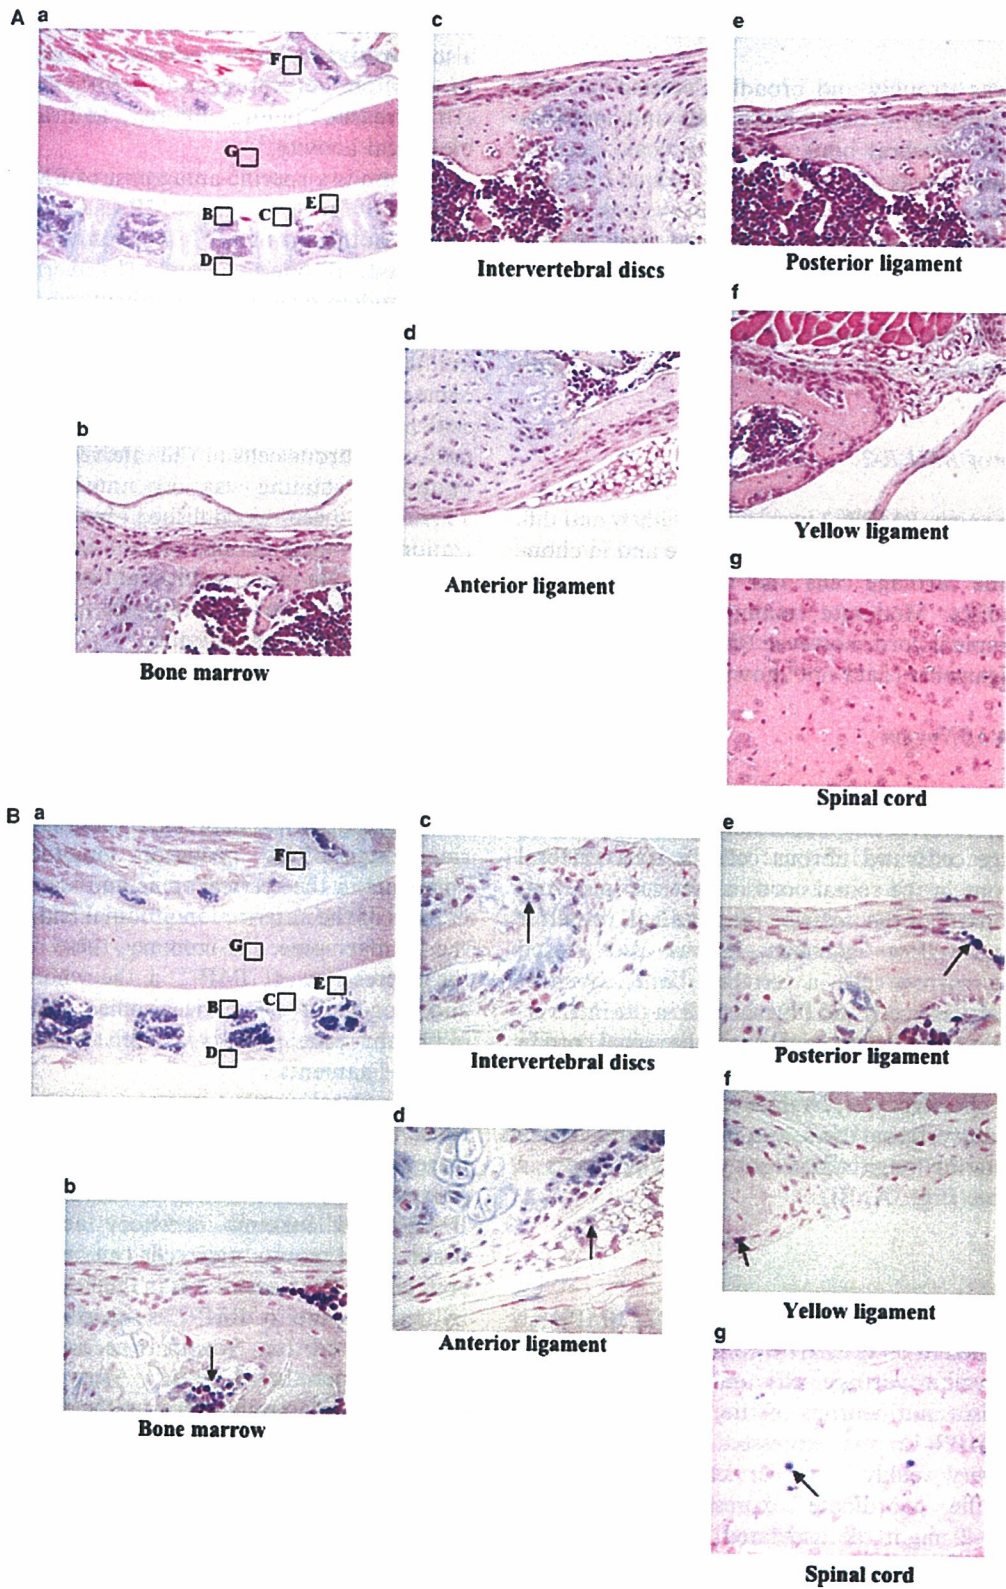 A
a
F
G
B
C
E
D
c
Intervertebral discs
e
Posterior ligament
b
Bone marrow
d
Anterior ligament
f
Yellow ligament
g
Spinal cord
B
a
F
G
E
B
C
D
c
Intervertebral discs
e
Posterior ligament
b
Bone marrow
d
Anterior ligament
f
Yellow ligament
g
Spinal cord